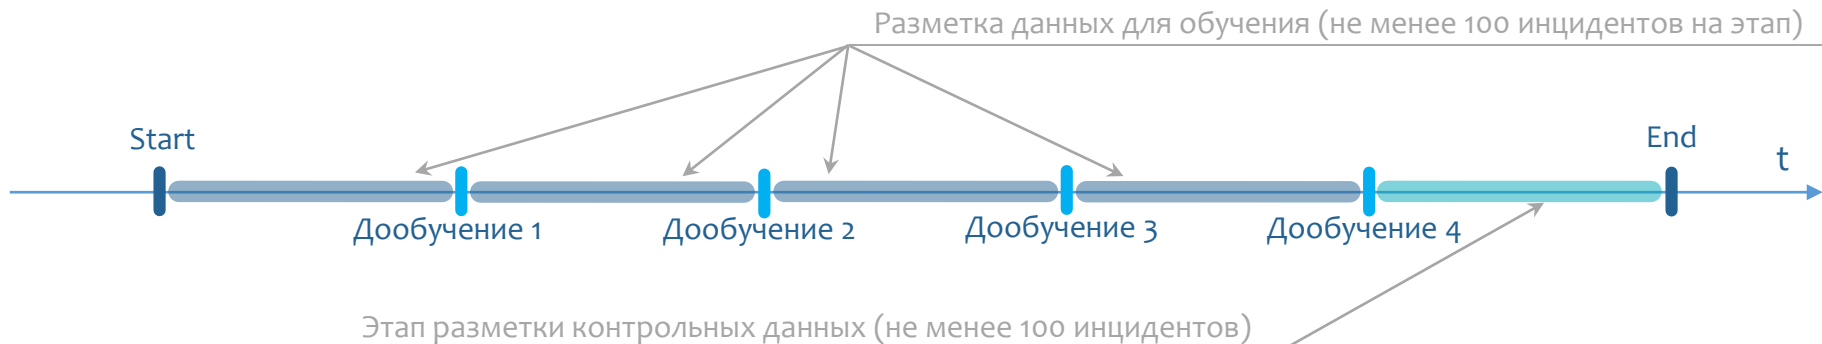 Разметка данных для обучения (не менее 100 инцидентов на этап)
Start
End
t
Дообучение 1
Дообучение 2
Дообучение 3
Дообучение 4
Этап разметки контрольных данных (не менее 100 инцидентов)